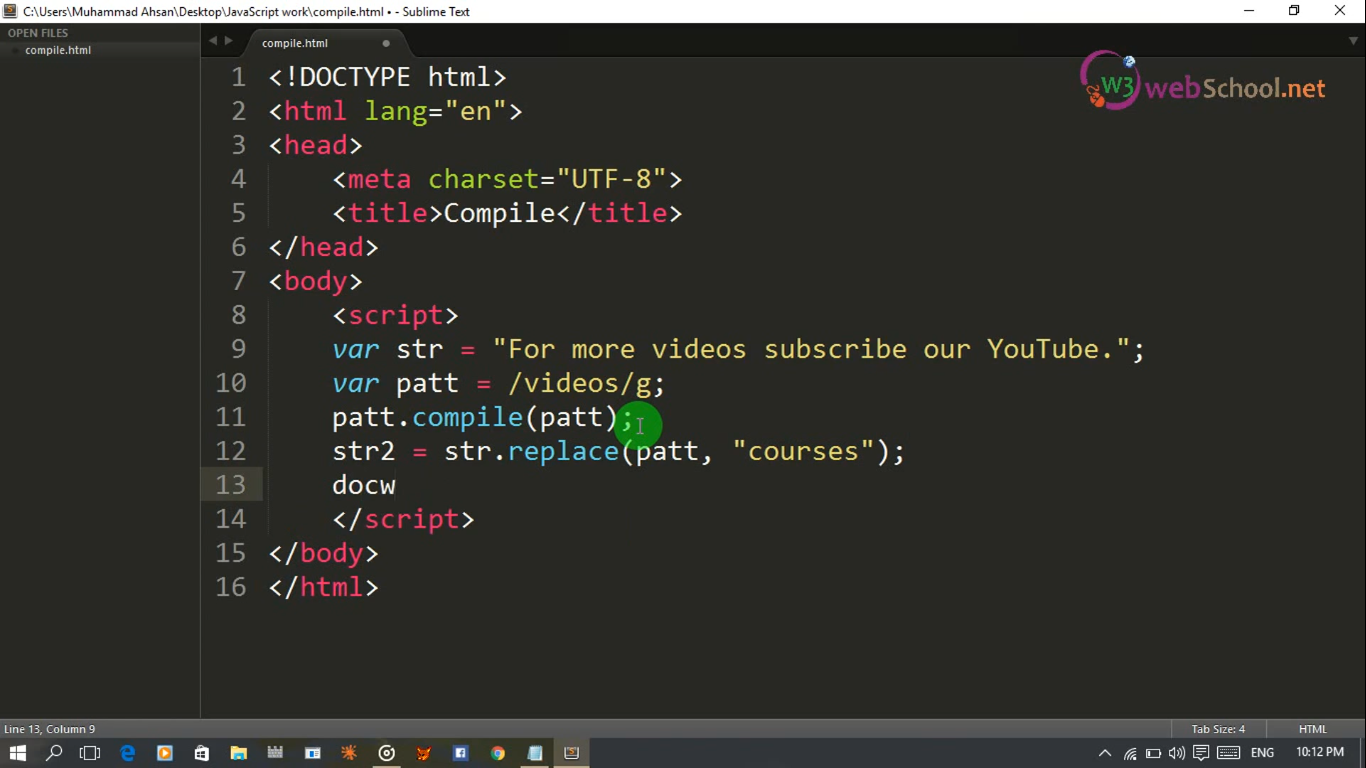 C:\Users\Muhammad Ahsan\Desktop\JavaScript work\compile.html • - Sublime Text
OPEN FILES
compile.html
compile.html
W3 webSchool.net
1 <!DOCTYPE html>
2 <html lang="en">
3 <head>
4     <meta charset="UTF-8">
5     <title>Compile</title>
6 </head>
7 <body>
8     <script>
9     var str = "For more videos subscribe our YouTube.";
10     var patt = /videos/g;
11     patt.compile(patt);
12     str2 = str.replace(patt, "courses");
13     docw
14     </script>
15 </body>
16 </html>
Line 13, Column 9
Tab Size: 4
HTML
ENG
10:12 PM